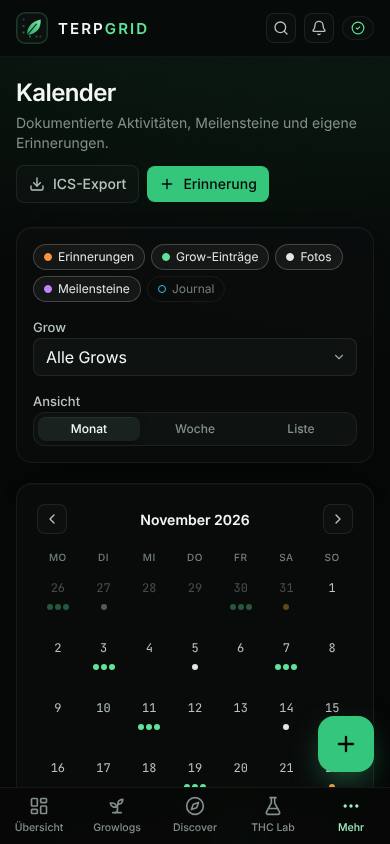 TERPGRID
Kalender
Dokumentierte Aktivitäten, Meilensteine und eigene
Erinnerungen.
ICS-Export
Erinnerung
Erinnerungen
Grow-Einträge
Fotos
Meilensteine
Journal
Grow
Alle Grows
Ansicht
Monat Woche Liste
November 2026
MO DI MI DO FR SA SO
26 27 28 29 30 31 1
2 3 4 5 6 7 8
9 10 11 12 13 14 15
16 17 18 19 20 21
Übersicht Growlogs Discover THC Lab Mehr